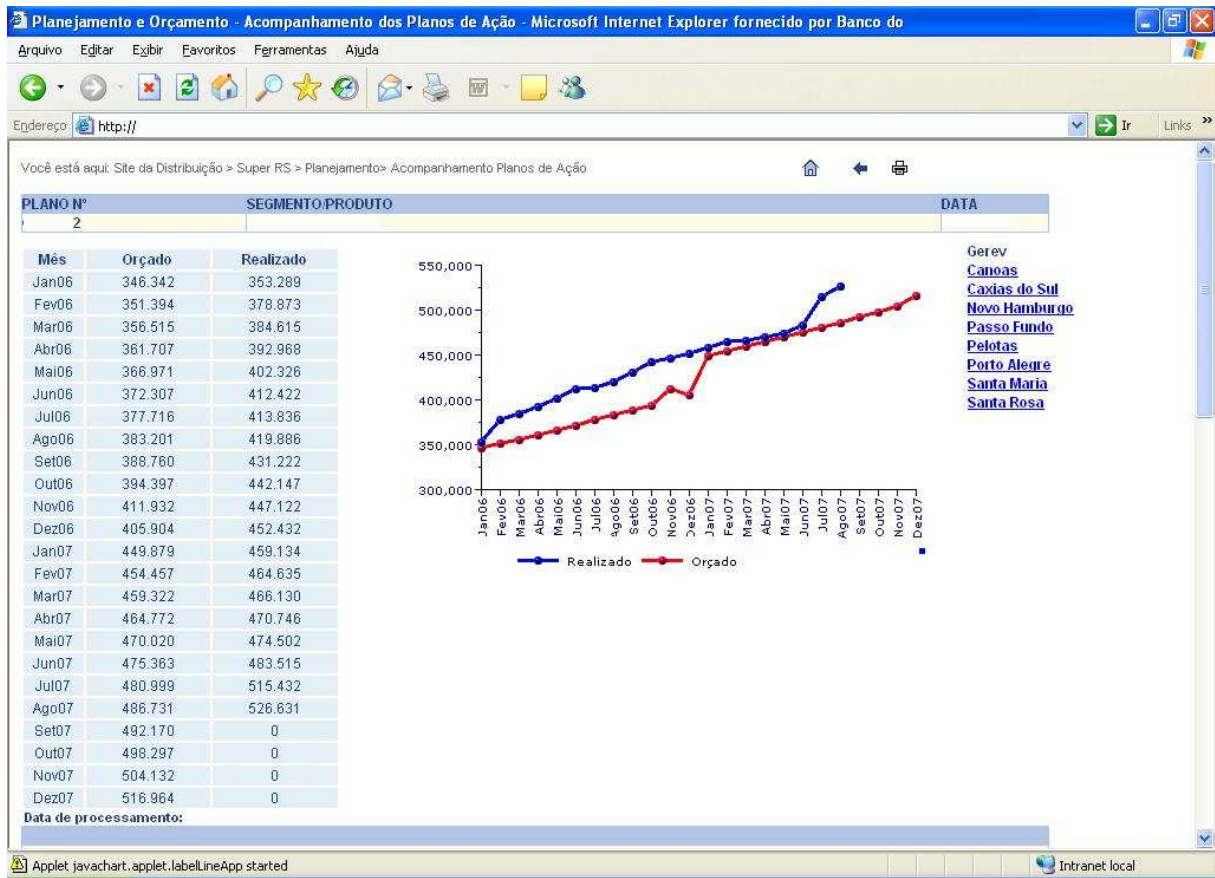 Planejamento e Orçamento - Acompanhamento dos Planos de Ação - Microsoft Internet Explorer fornecido por Banco do
Arquivo Editar Exibir Favoritos Ferramentas Ajuda
Endereço http:// Ir Links »
Você está aqui: Site da Distribuição > Super RS > Planejamento> Acompanhamento Planos de Ação
PLANO Nº SEGMENTO/PRODUTO DATA
2
Mês Orçado Realizado
Jan06 346.342 353.289
Fev06 351.394 378.873
Mar06 356.515 384.615
Abr06 361.707 392.968
Mai06 366.971 402.326
Jun06 372.307 412.422
Jul06 377.716 413.836
Ago06 383.201 419.886
Set06 388.760 431.222
Out06 394.397 442.147
Nov06 411.932 447.122
Dez06 405.904 452.432
Jan07 449.879 459.134
Fev07 454.457 464.635
Mar07 459.322 466.130
Abr07 464.772 470.746
Mai07 470.020 474.502
Jun07 475.363 483.515
Jul07 480.999 515.432
Ago07 486.731 526.631
Set07 492.170 0
Out07 498.297 0
Nov07 504.132 0
Dez07 516.964 0
Data de processamento:
550,000
500,000
450,000
400,000
350,000
300,000
Jan06 Fev06 Mar06 Abr06 Mai06 Jun06 Jul06 Ago06 Set06 Out06 Nov06 Dez06 Jan07 Fev07 Mar07 Abr07 Mai07 Jun07 Jul07 Ago07 Set07 Out07 Nov07 Dez07
Realizado Orçado
Gerev
Canoas
Caxias do Sul
Novo Hamburgo
Passo Fundo
Pelotas
Porto Alegre
Santa Maria
Santa Rosa
Applet javachart.applet.labelLineApp started Intranet local